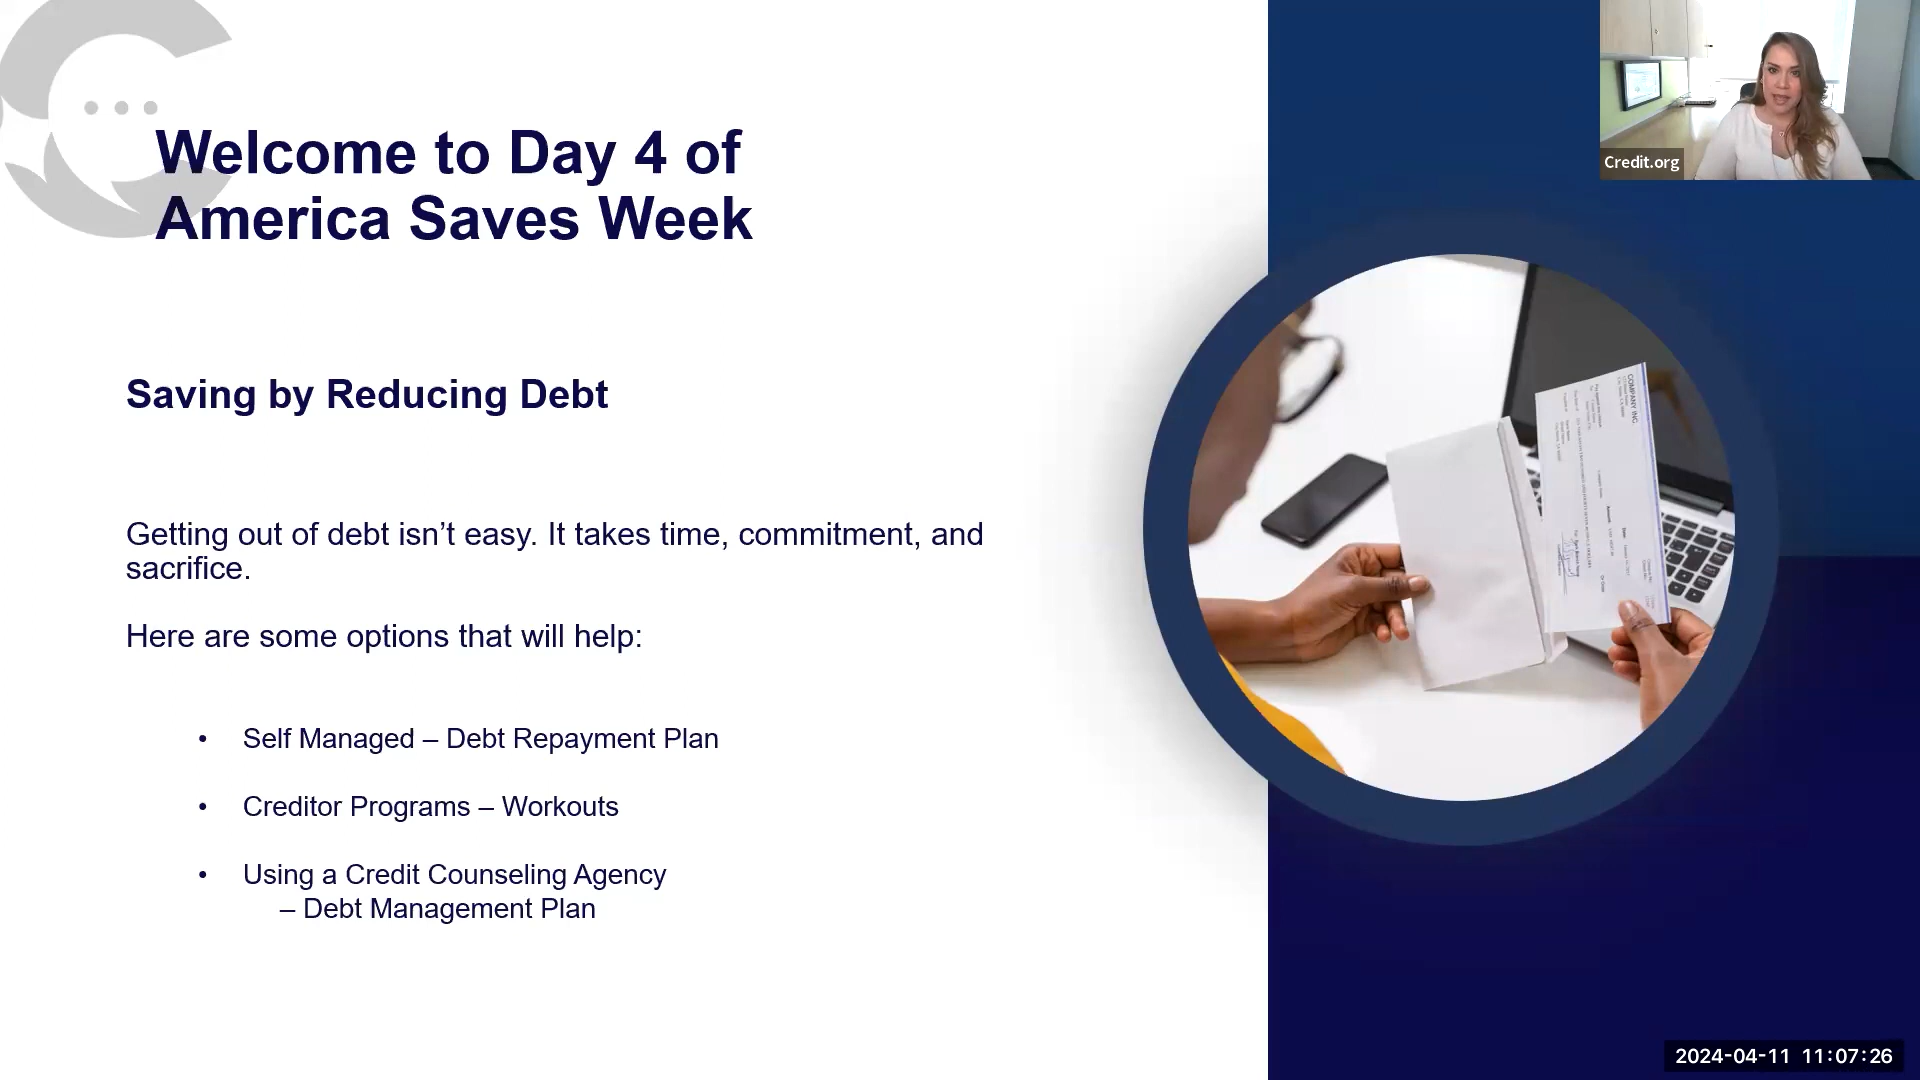 Welcome to Day 4 of
America Saves Week
Saving by Reducing Debt
Getting out of debt isn’t easy. It takes time, commitment, and
sacrifice.
Here are some options that will help:
• Self Managed – Debt Repayment Plan
• Creditor Programs – Workouts
• Using a Credit Counseling Agency
– Debt Management Plan
Credit.org
COMPANY INC
2024-04-11 11:07:26